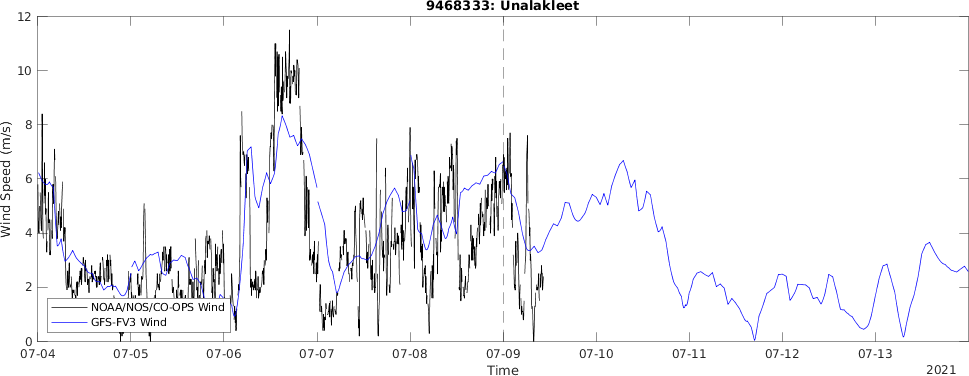 9468333: Unalakleet
12
10
8
6
4
2
0
Wind Speed (m/s)
NOAA/NOS/CO-OPS Wind
GFS-FV3 Wind
07-04 07-05 07-06 07-07 07-08 07-09 07-10 07-11 07-12 07-13
Time
2021